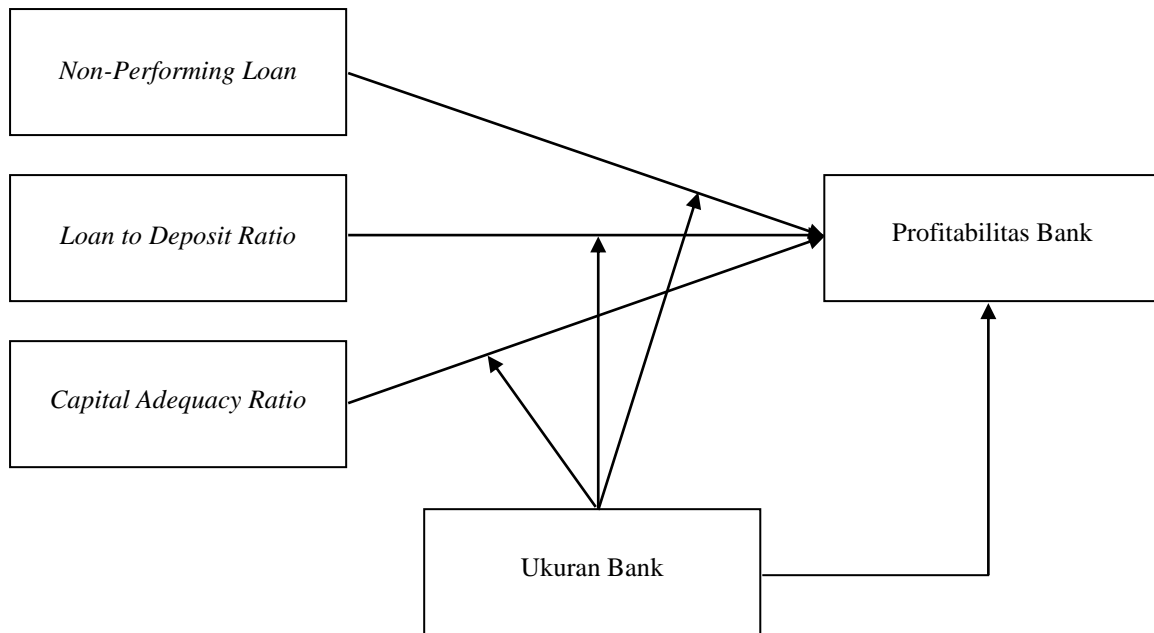 Non-Performing Loan
Loan to Deposit Ratio
Profitabilitas Bank
Capital Adequacy Ratio
Ukuran Bank